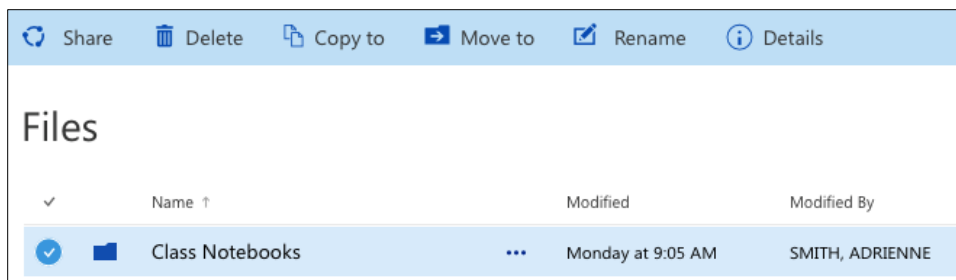 Share Delete Copy to Move to Rename Details
Files
Name ↑ Modified Modified By
Class Notebooks ... Monday at 9:05 AM SMITH, ADRIENNE